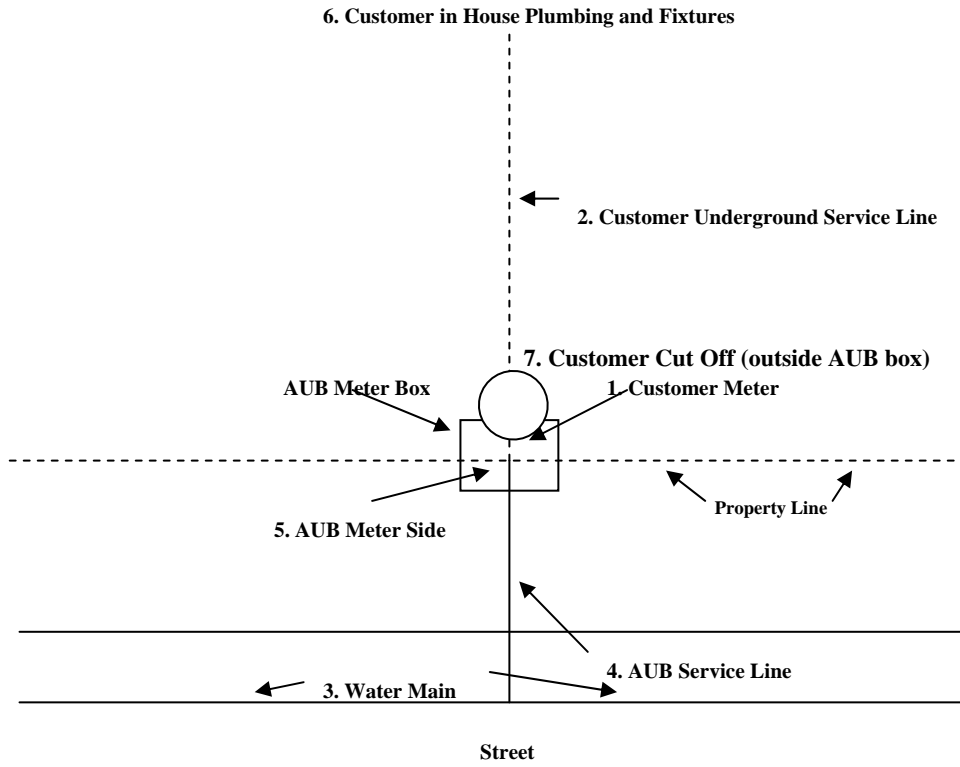 6. Customer in House Plumbing and Fixtures
2. Customer Underground Service Line
7. Customer Cut Off (outside AUB box)
AUB Meter Box
1. Customer Meter
Property Line
5. AUB Meter Side
4. AUB Service Line
3. Water Main
Street